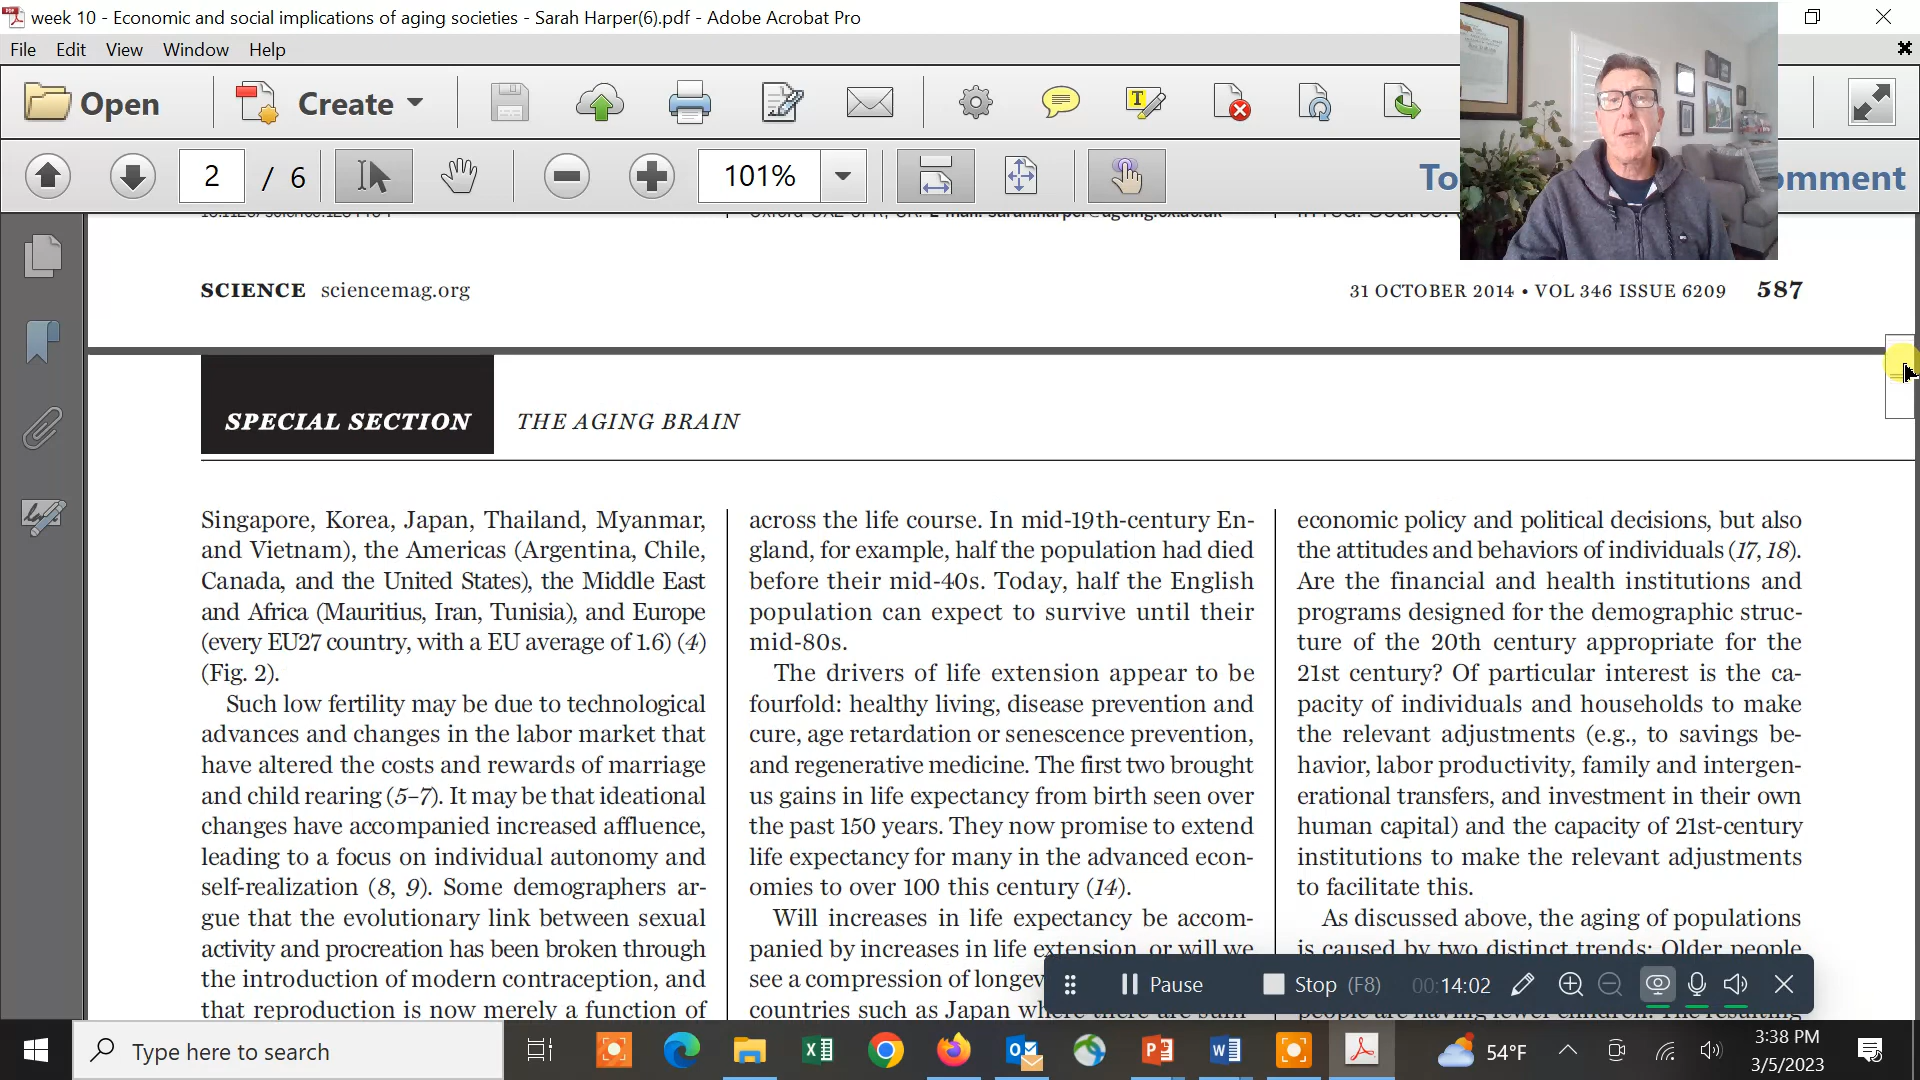 week 10 - Economic and social implications of aging societies - Sarah Harper(6).pdf - Adobe Acrobat Pro
File Edit View Window Help
Open Create
2 / 6 101% To omment
SCIENCE sciencemag.org
31 OCTOBER 2014 • VOL 346 ISSUE 6209 587
SPECIAL SECTION THE AGING BRAIN
Singapore, Korea, Japan, Thailand, Myanmar,
and Vietnam), the Americas (Argentina, Chile,
Canada, and the United States), the Middle East
and Africa (Mauritius, Iran, Tunisia), and Europe
(every EU27 country, with a EU average of 1.6) (4)
(Fig. 2).
Such low fertility may be due to technological
advances and changes in the labor market that
have altered the costs and rewards of marriage
and child rearing (5–7). It may be that ideational
changes have accompanied increased affluence,
leading to a focus on individual autonomy and
self-realization (8, 9). Some demographers ar-
gue that the evolutionary link between sexual
activity and procreation has been broken through
the introduction of modern contraception, and
that reproduction is now merely a function of
across the life course. In mid-19th-century En-
gland, for example, half the population had died
before their mid-40s. Today, half the English
population can expect to survive until their
mid-80s.
The drivers of life extension appear to be
fourfold: healthy living, disease prevention and
cure, age retardation or senescence prevention,
and regenerative medicine. The first two brought
us gains in life expectancy from birth seen over
the past 150 years. They now promise to extend
life expectancy for many in the advanced econ-
omies to over 100 this century (14).
Will increases in life expectancy be accom-
panied by increases in life extension, or will we
see a compression of longev
countries such as Japan where there are
economic policy and political decisions, but also
the attitudes and behaviors of individuals (17, 18).
Are the financial and health institutions and
programs designed for the demographic struc-
ture of the 20th century appropriate for the
21st century? Of particular interest is the ca-
pacity of individuals and households to make
the relevant adjustments (e.g., to savings be-
havior, labor productivity, family and intergen-
erational transfers, and investment in their own
human capital) and the capacity of 21st-century
institutions to make the relevant adjustments
to facilitate this.
As discussed above, the aging of populations
is caused by two distinct trends: Older people
people are having fewer children. The resulting
Pause Stop (F8) 00:14:02
Type here to search
54°F
3:38 PM
3/5/2023